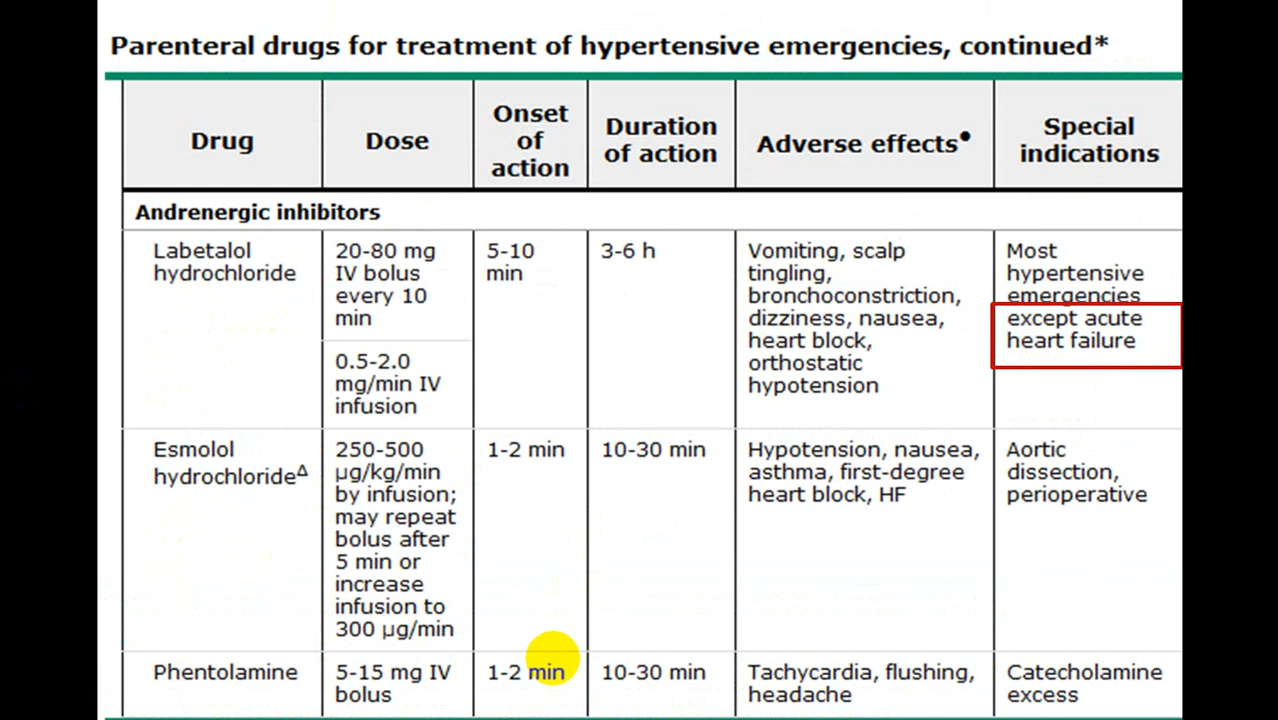 Parenteral drugs for treatment of hypertensive emergencies, continued*
Drug
Dose
Onset
of
action
Duration
of action
Adverse effects●
Special
indications
Andrenergic inhibitors
Labetalol
hydrochloride
20-80 mg
IV bolus
every 10
min
0.5-2.0
mg/min IV
infusion
5-10
min
3-6 h
Vomiting, scalp
tingling,
bronchoconstriction,
dizziness, nausea,
heart block,
orthostatic
hypotension
Most
hypertensive
emergencies
except acute
heart failure
Esmolol
hydrochlorideΔ
250-500
µg/kg/min
by infusion;
may repeat
bolus after
5 min or
increase
infusion to
300 µg/min
1-2 min
10-30 min
Hypotension, nausea,
asthma, first-degree
heart block, HF
Aortic
dissection,
perioperative
Phentolamine
5-15 mg IV
bolus
1-2 min
10-30 min
Tachycardia, flushing,
headache
Catecholamine
excess